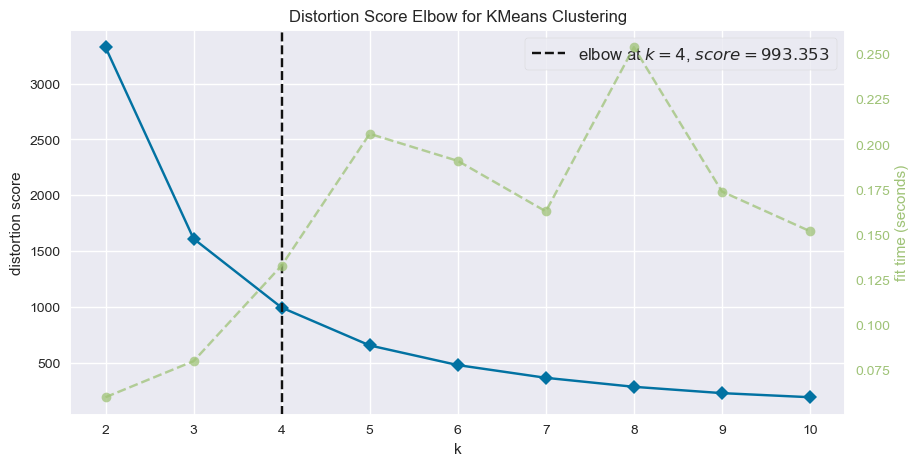 Distortion Score Elbow for KMeans Clustering
elbow at k = 4, score = 993.353
distortion score
3000
2500
2000
1500
1000
500
0.250
0.225
0.200
0.175
0.150
0.125
0.100
0.075
fit time (seconds)
2 3 4 5 6 7 8 9 10
k